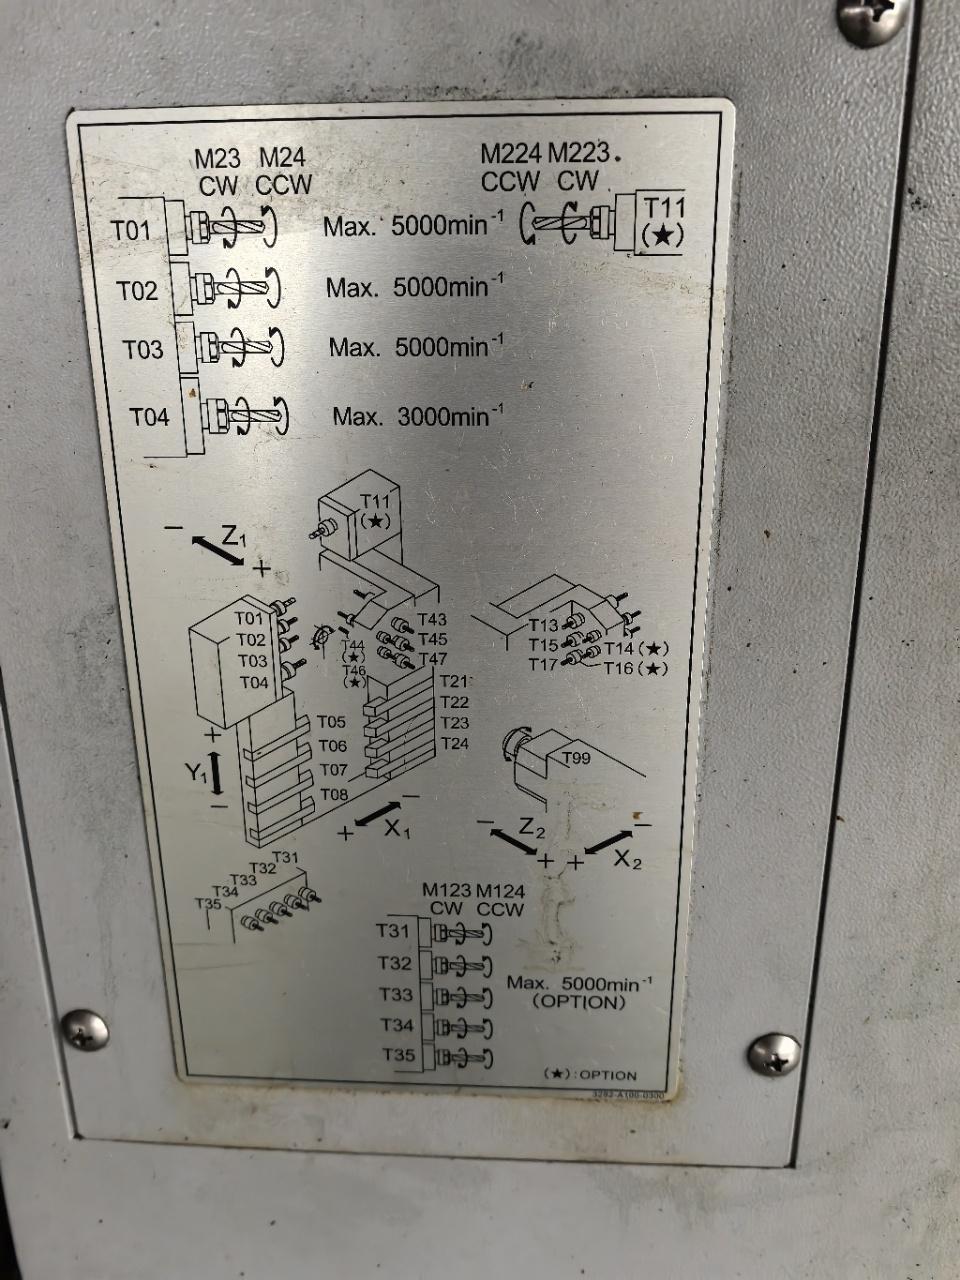 M23 M24
CW CCW
M224 M223.
CCW CW
T01 Max. 5000min⁻¹ T11
(★)
T02 Max. 5000min⁻¹
T03 Max. 5000min⁻¹
T04 Max. 3000min⁻¹
T11
(★)
− Z₁ +
T01
T02
T03
T04
T43
T45
T47
T44
(★)
T46
(★)
T13
T15 T14(★)
T17 T16(★)
T21
T22
T23
T24
T05
T06
T07
T08
+
Y₁
−
T99
− X₁ +
− Z₂ +
− X₂ +
T31
T32
T33
T34
T35
M123 M124
CW CCW
T31
T32
T33
T34
T35
Max. 5000min⁻¹
(OPTION)
(★):OPTION
3282-A100-0300